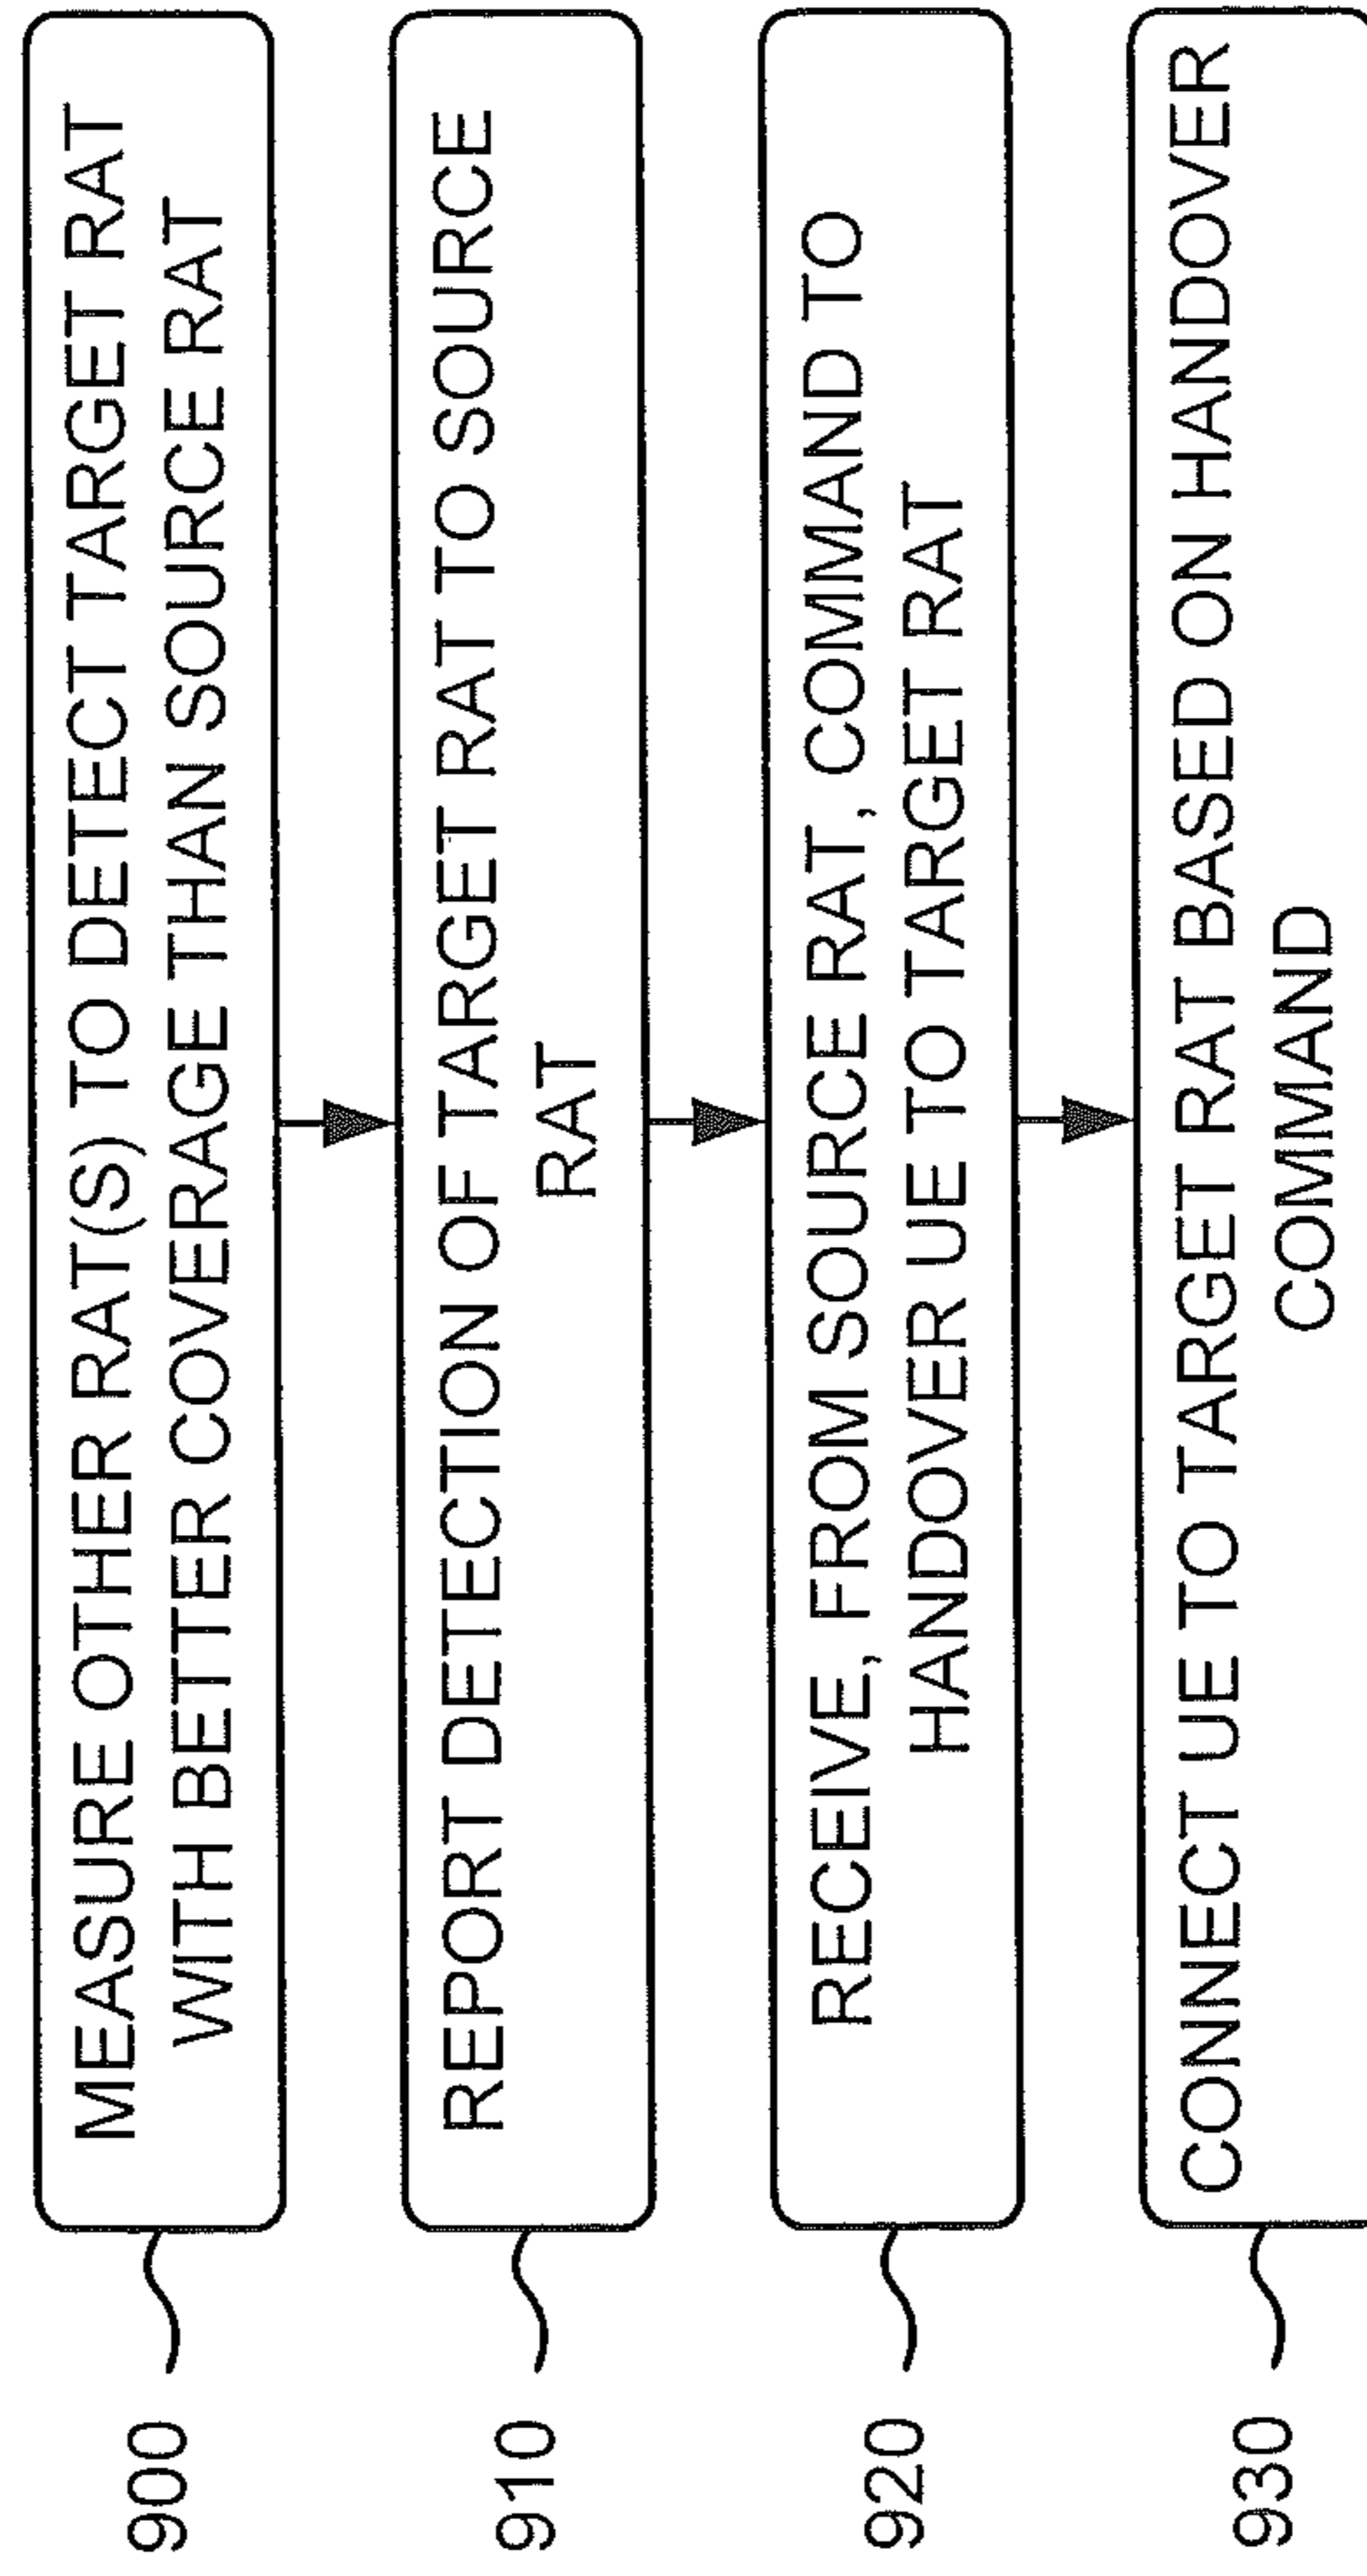 900
MEASURE OTHER RAT(S) TO DETECT TARGET RAT
WITH BETTER COVERAGE THAN SOURCE RAT
910
REPORT DETECTION OF TARGET RAT TO SOURCE
RAT
920
RECEIVE, FROM SOURCE RAT, COMMAND TO
HANDOVER UE TO TARGET RAT
930
CONNECT UE TO TARGET RAT BASED ON HANDOVER
COMMAND